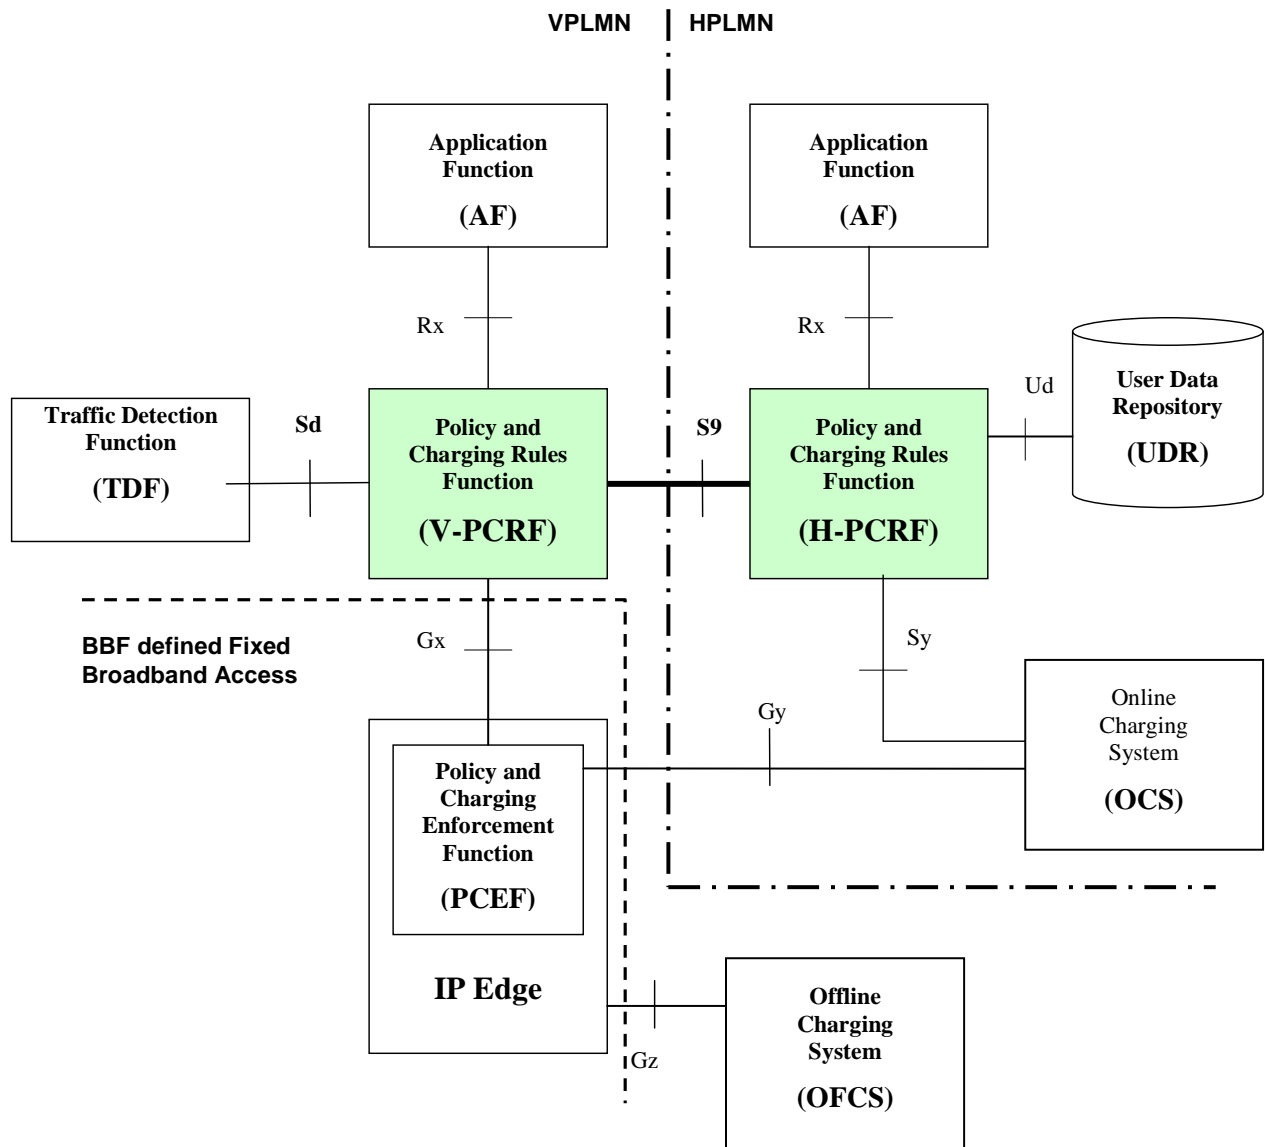 VPLMN
HPLMN
Application
Function
(AF)
Application
Function
(AF)
Rx
Rx
Traffic Detection
Function
(TDF)
Sd
Policy and
Charging Rules
Function
(V-PCRF)
S9
Policy and
Charging Rules
Function
(H-PCRF)
Ud
User Data
Repository
(UDR)
BBF defined Fixed
Broadband Access
Gx
Sy
Gy
Online
Charging
System
(OCS)
Policy and
Charging
Enforcement
Function
(PCEF)
IP Edge
Gz
Offline
Charging
System
(OFCS)